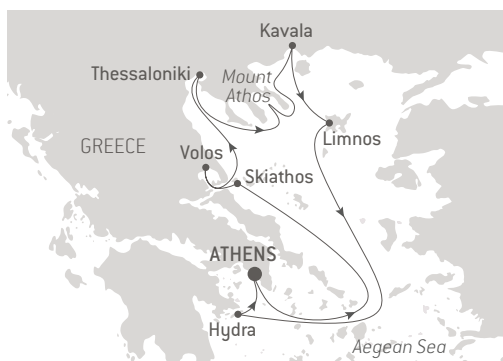 Kavala
Thessaloniki
Mount
Athos
GREECE
Limnos
Volos
Skiathos
ATHENS
Hydra
Aegean Sea